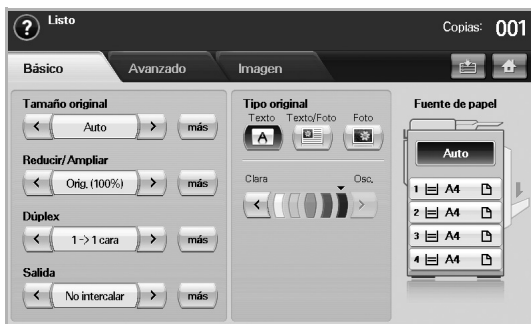 ? Listo
Copias: 001
Básico Avanzado Imagen
Tamaño original
< Auto > más
Reducir/Ampliar
< Orig. (100%) > más
Dúplex
< 1->1 cara > más
Salida
< No intercalar > más
Tipo original
Texto Texto/Foto Foto
A
Clara Osc.
< >
Fuente de papel
Auto
1 A4
2 A4
3 A4
4 A4